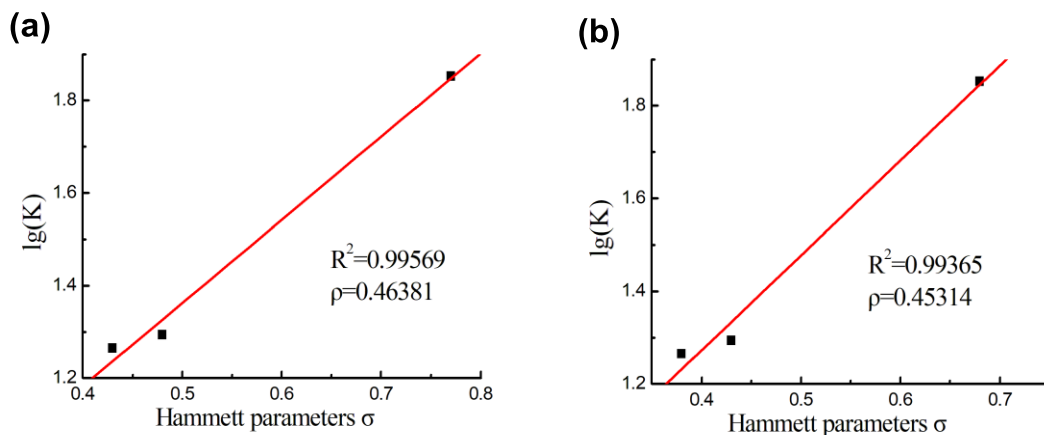 (a)
lg(K)
1.8
1.6
1.4
1.2
R²=0.99569
ρ=0.46381
0.4 0.5 0.6 0.7 0.8
Hammett parameters σ
(b)
lg(K)
1.8
1.6
1.4
1.2
R²=0.99365
ρ=0.45314
0.4 0.5 0.6 0.7
Hammett parameters σ